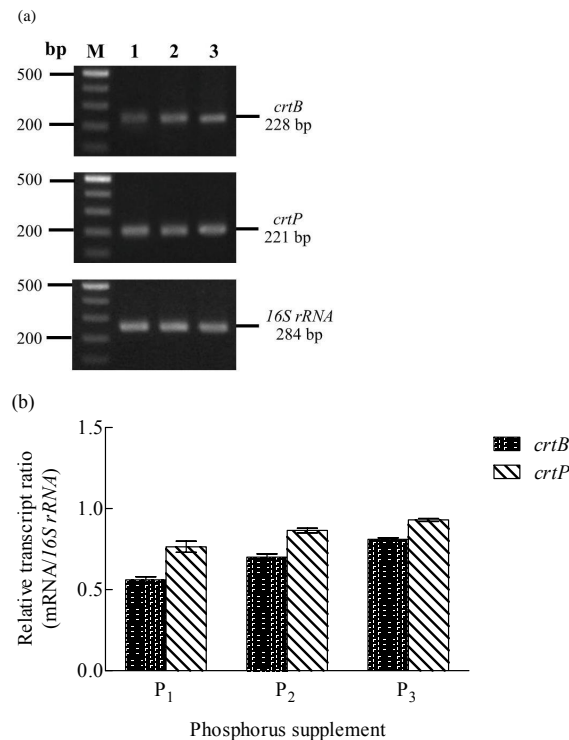 (a)
bp M 1 2 3
500
200
crtB
228 bp
500
200
crtP
221 bp
500
200
16S rRNA
284 bp
(b)
Relative transcript ratio
(mRNA/16S rRNA)
1.5
1.0
0.5
0.0
crtB
crtP
P₁ P₂ P₃
Phosphorus supplement